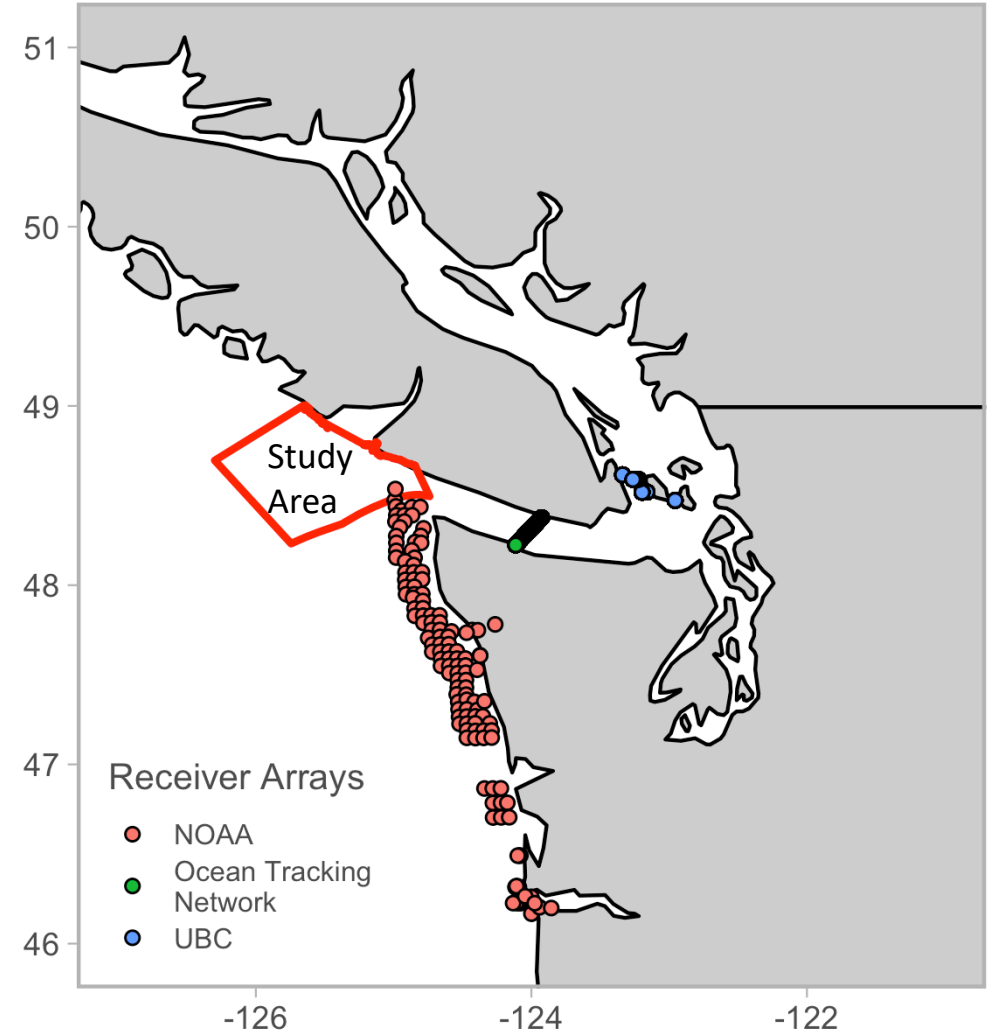 51
50
49
48
47
46
Study
Area
Receiver Arrays
NOAA
Ocean Tracking
Network
UBC
-126
-124
-122